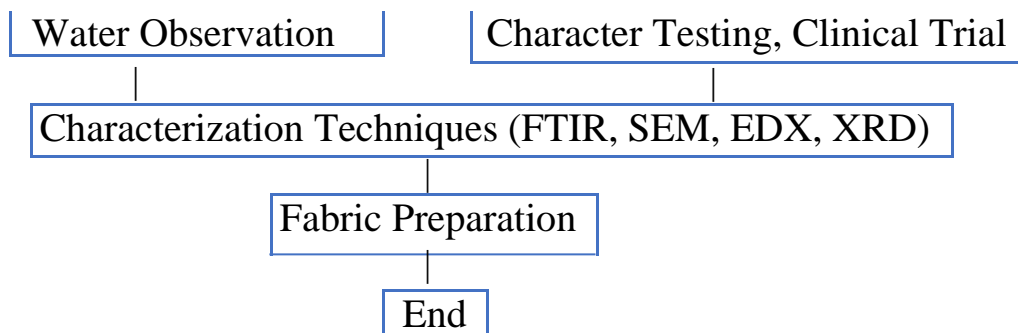 Water Observation
Character Testing, Clinical Trial
Characterization Techniques (FTIR, SEM, EDX, XRD)
Fabric Preparation
End